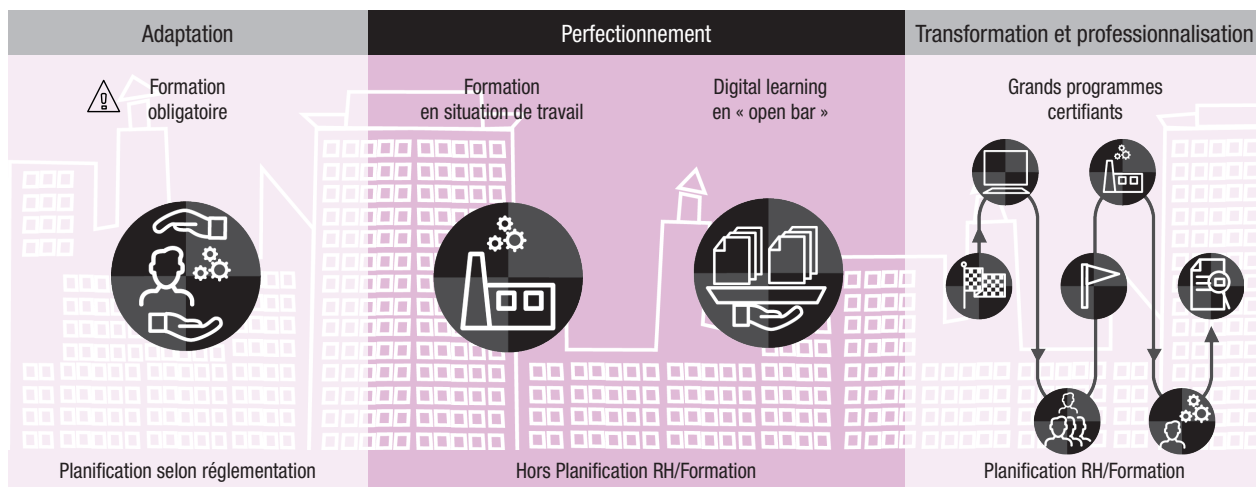 Adaptation
Perfectionnement
Transformation et professionnalisation
Formation
obligatoire
Formation
en situation de travail
Digital learning
en « open bar »
Grands programmes
certifiants
Planification selon réglementation
Hors Planification RH/Formation
Planification RH/Formation